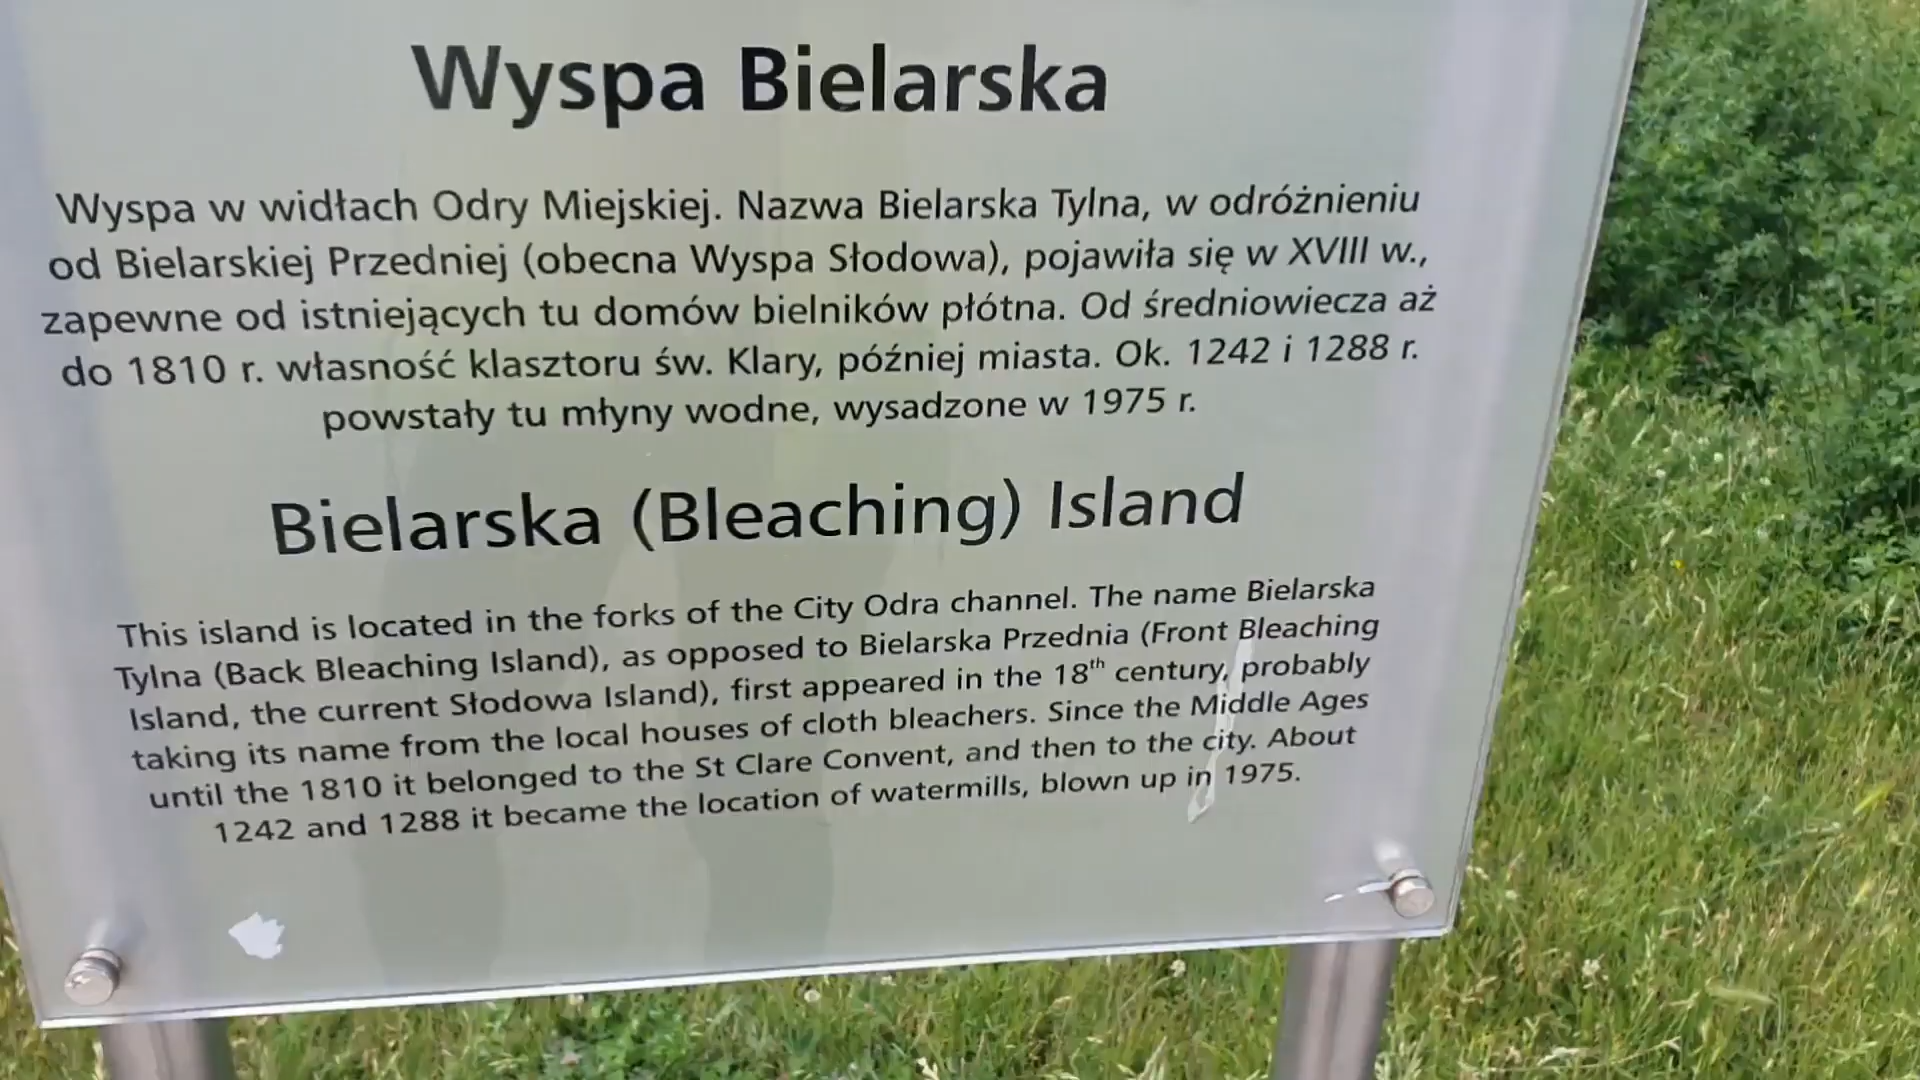 Wyspa Bielarska
Wyspa w widłach Odry Miejskiej. Nazwa Bielarska Tylna, w odróżnieniu
od Bielarskiej Przedniej (obecna Wyspa Słodowa), pojawiła się w XVIII w.,
zapewne od istniejących tu domów bielników płótna. Od średniowiecza aż
do 1810 r. własność klasztoru św. Klary, później miasta. Ok. 1242 i 1288 r.
powstały tu młyny wodne, wysadzone w 1975 r.
Bielarska (Bleaching) Island
This island is located in the forks of the City Odra channel. The name Bielarska
Tylna (Back Bleaching Island), as opposed to Bielarska Przednia (Front Bleaching
Island, the current Słodowa Island), first appeared in the 18th century, probably
taking its name from the local houses of cloth bleachers. Since the Middle Ages
until the 1810 it belonged to the St Clare Convent, and then to the city. About
1242 and 1288 it became the location of watermills, blown up in 1975.